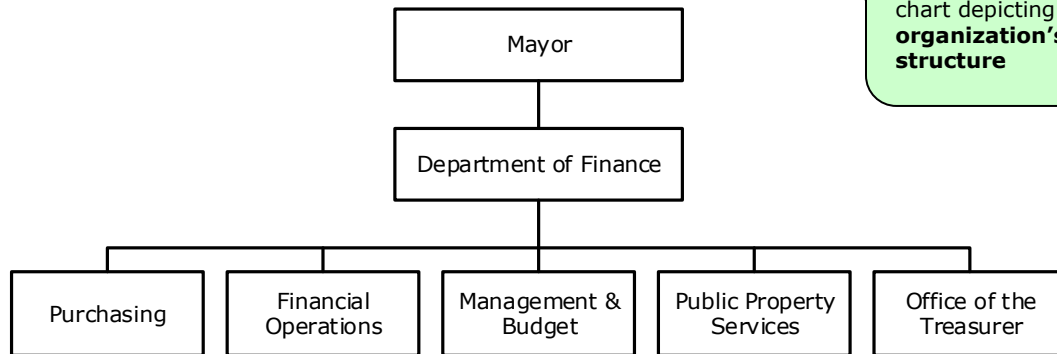 chart depicting
organization's
structure
Mayor
Department of Finance
Purchasing
Financial
Operations
Management &
Budget
Public Property
Services
Office of the
Treasurer